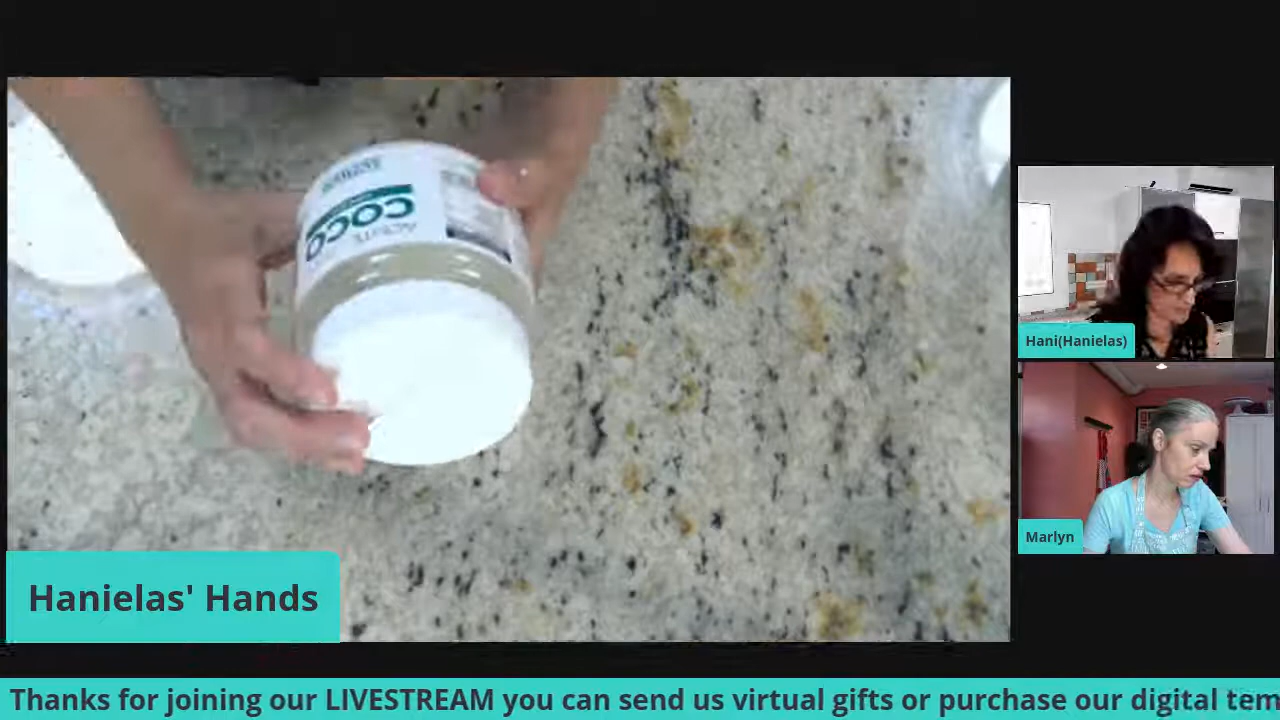 ACEITE
COCO
Hani(Hanielas)
Marlyn
Hanielas' Hands
Thanks for joining our LIVESTREAM you can send us virtual gifts or purchase our digital tem